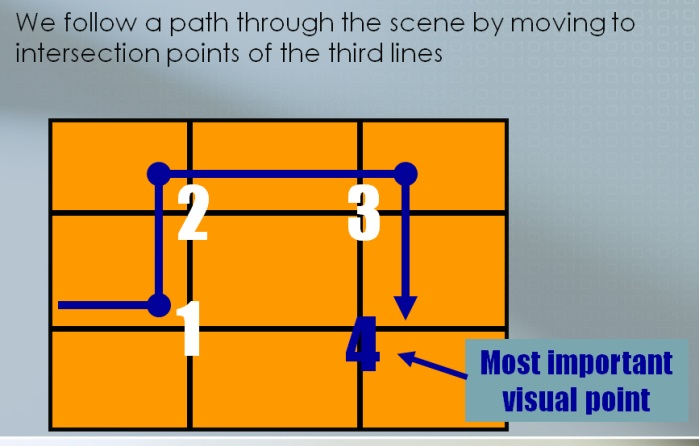 We follow a path through the scene by moving to
intersection points of the third lines
2
3
1
4
Most important
visual point